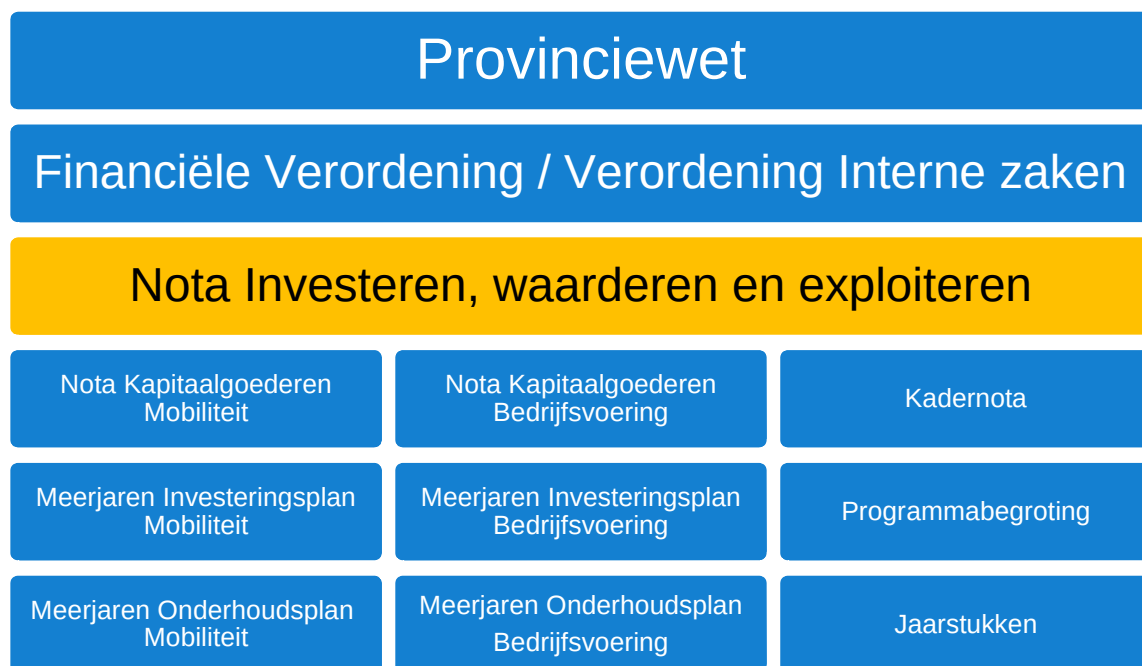 Provinciewet
Financiële Verordening / Verordening Interne zaken
Nota Investeren, waarderen en exploiteren
Nota Kapitaalgoederen
Mobiliteit
Nota Kapitaalgoederen
Bedrijfsvoering
Kadernota
Meerjaren Investeringsplan
Mobiliteit
Meerjaren Investeringsplan
Bedrijfsvoering
Programmabegroting
Meerjaren Onderhoudsplan
Mobiliteit
Meerjaren Onderhoudsplan
Bedrijfsvoering
Jaarstukken